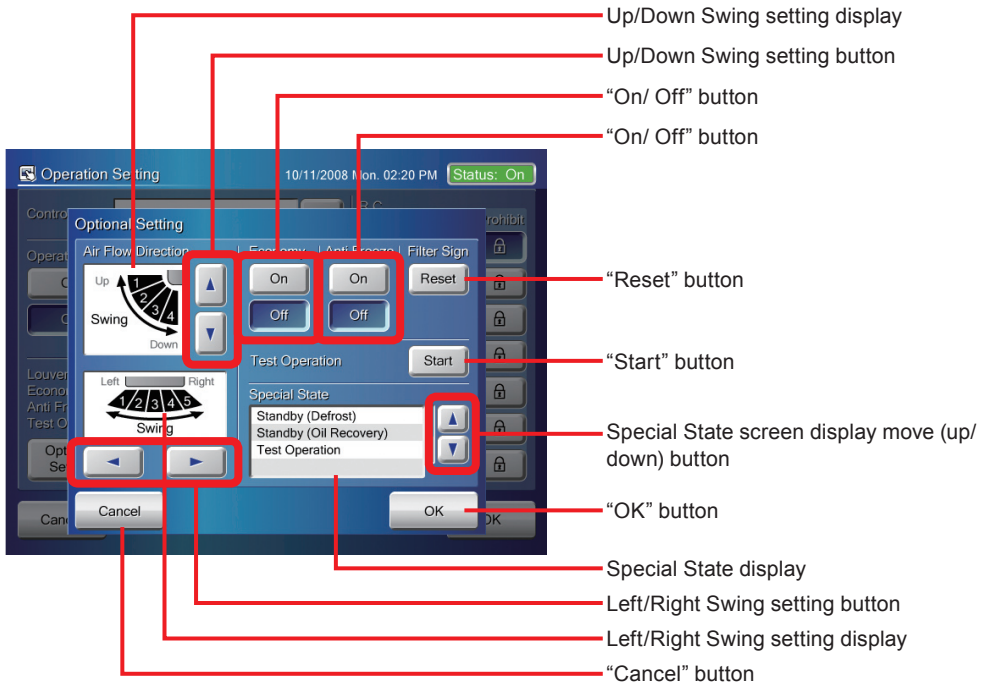 Up/Down Swing setting display
Up/Down Swing setting button
“On/ Off” button
“On/ Off” button
Operation Setting
10/11/2008 Mon. 02:20 PM
Status: On
R.C.
Prohibit
Optional Setting
Air Flow Direction
Economy
Anti Freeze
Filter Sign
Up
1
2
3
4
Swing
Down
On
On
Reset
Off
Off
“Reset” button
Test Operation
Start
“Start” button
Left
Right
1 2 3 4 5
Swing
Special State
Standby (Defrost)
Standby (Oil Recovery)
Test Operation
Special State screen display move (up/
down) button
Cancel
OK
“OK” button
Special State display
Left/Right Swing setting button
Left/Right Swing setting display
“Cancel” button